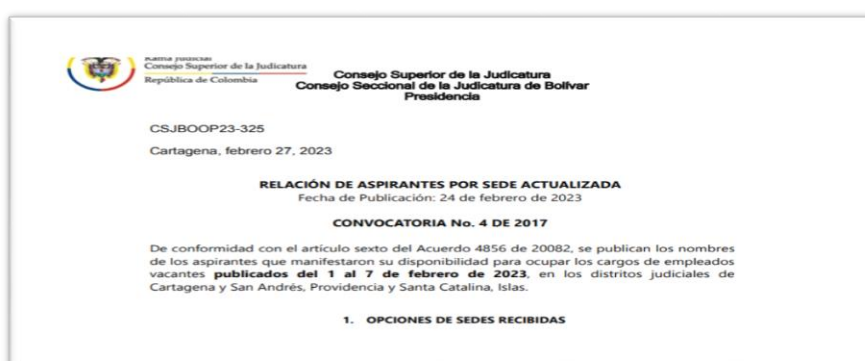 Rama Judicial
Consejo Superior de la Judicatura
República de Colombia
Consejo Superior de la Judicatura
Consejo Seccional de la Judicatura de Bolívar
Presidencia
CSJBOOP23-325
Cartagena, febrero 27, 2023
RELACIÓN DE ASPIRANTES POR SEDE ACTUALIZADA
Fecha de Publicación: 24 de febrero de 2023
CONVOCATORIA No. 4 DE 2017
De conformidad con el artículo sexto del Acuerdo 4856 de 20082, se publican los nombres
de los aspirantes que manifestaron su disponibilidad para ocupar los cargos de empleados
vacantes publicados del 1 al 7 de febrero de 2023, en los distritos judiciales de
Cartagena y San Andrés, Providencia y Santa Catalina, Islas.
1. OPCIONES DE SEDES RECIBIDAS